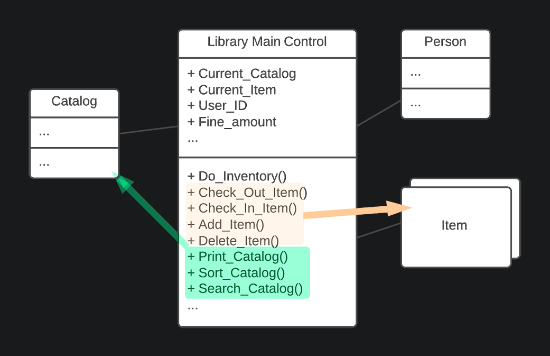 Library Main Control
+ Current_Catalog
+ Current_Item
+ User_ID
+ Fine_amount
...
+ Do_Inventory()
+ Check_Out_Item()
+ Check_In_Item()
+ Add_Item()
+ Delete_Item()
+ Print_Catalog()
+ Sort_Catalog()
+ Search_Catalog()
...
Catalog
...
...
Person
...
...
Item